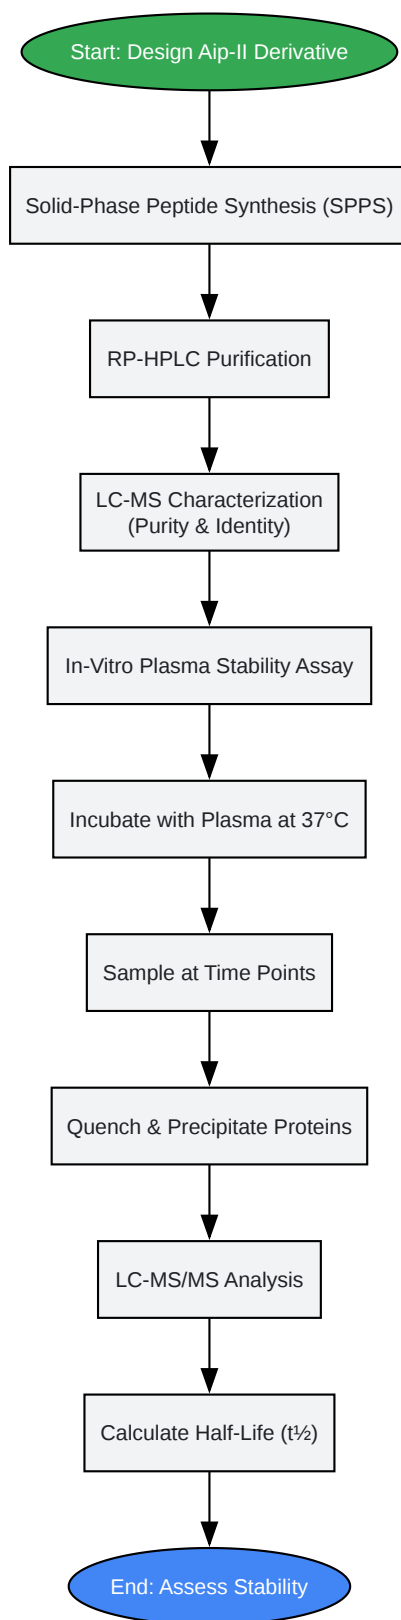 Start: Design Aip-II Derivative
Solid-Phase Peptide Synthesis (SPPS)
RP-HPLC Purification
LC-MS Characterization
(Purity & Identity)
In-Vitro Plasma Stability Assay
Incubate with Plasma at 37°C
Sample at Time Points
Quench & Precipitate Proteins
LC-MS/MS Analysis
Calculate Half-Life (t½)
End: Assess Stability